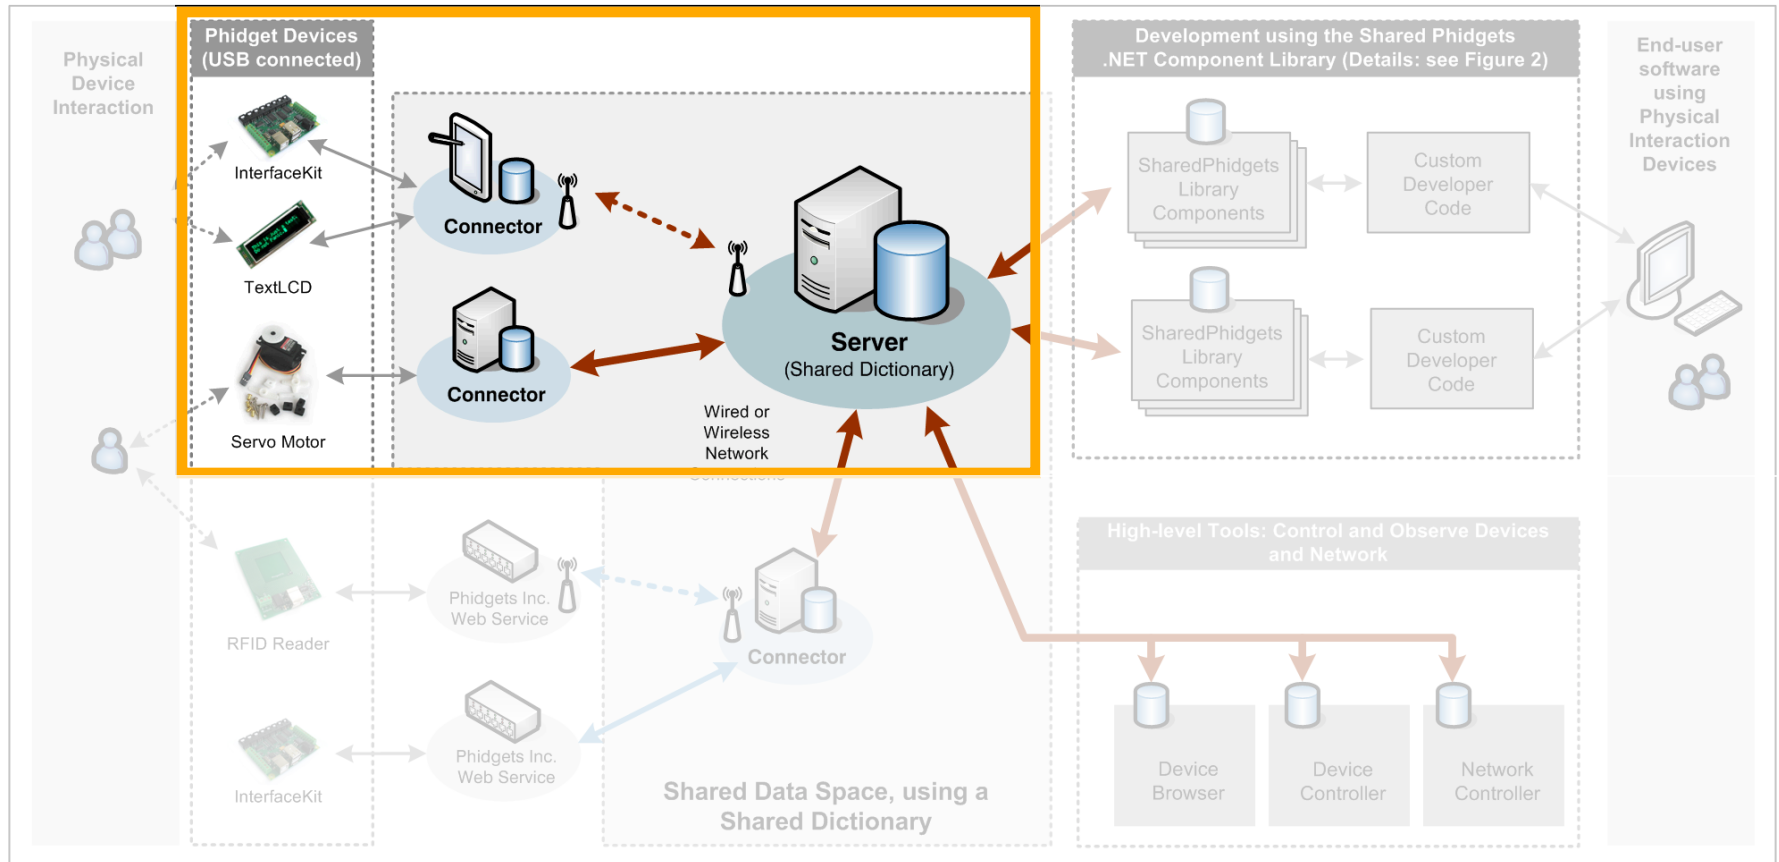 Physical
Device
Interaction
Phidget Devices
(USB connected)
InterfaceKit
TextLCD
Servo Motor
RFID Reader
InterfaceKit
Connector
Connector
Phidgets Inc.
Web Service
Phidgets Inc.
Web Service
Server
(Shared Dictionary)
Wired or
Wireless
Network
Connections
Connector
Shared Data Space, using a
Shared Dictionary
Development using the Shared Phidgets
.NET Component Library (Details: see Figure 2)
SharedPhidgets
Library
Components
Custom
Developer
Code
SharedPhidgets
Library
Components
Custom
Developer
Code
High-level Tools: Control and Observe Devices
and Network
Device
Browser
Device
Controller
Network
Controller
End-user
software
using
Physical
Interaction
Devices